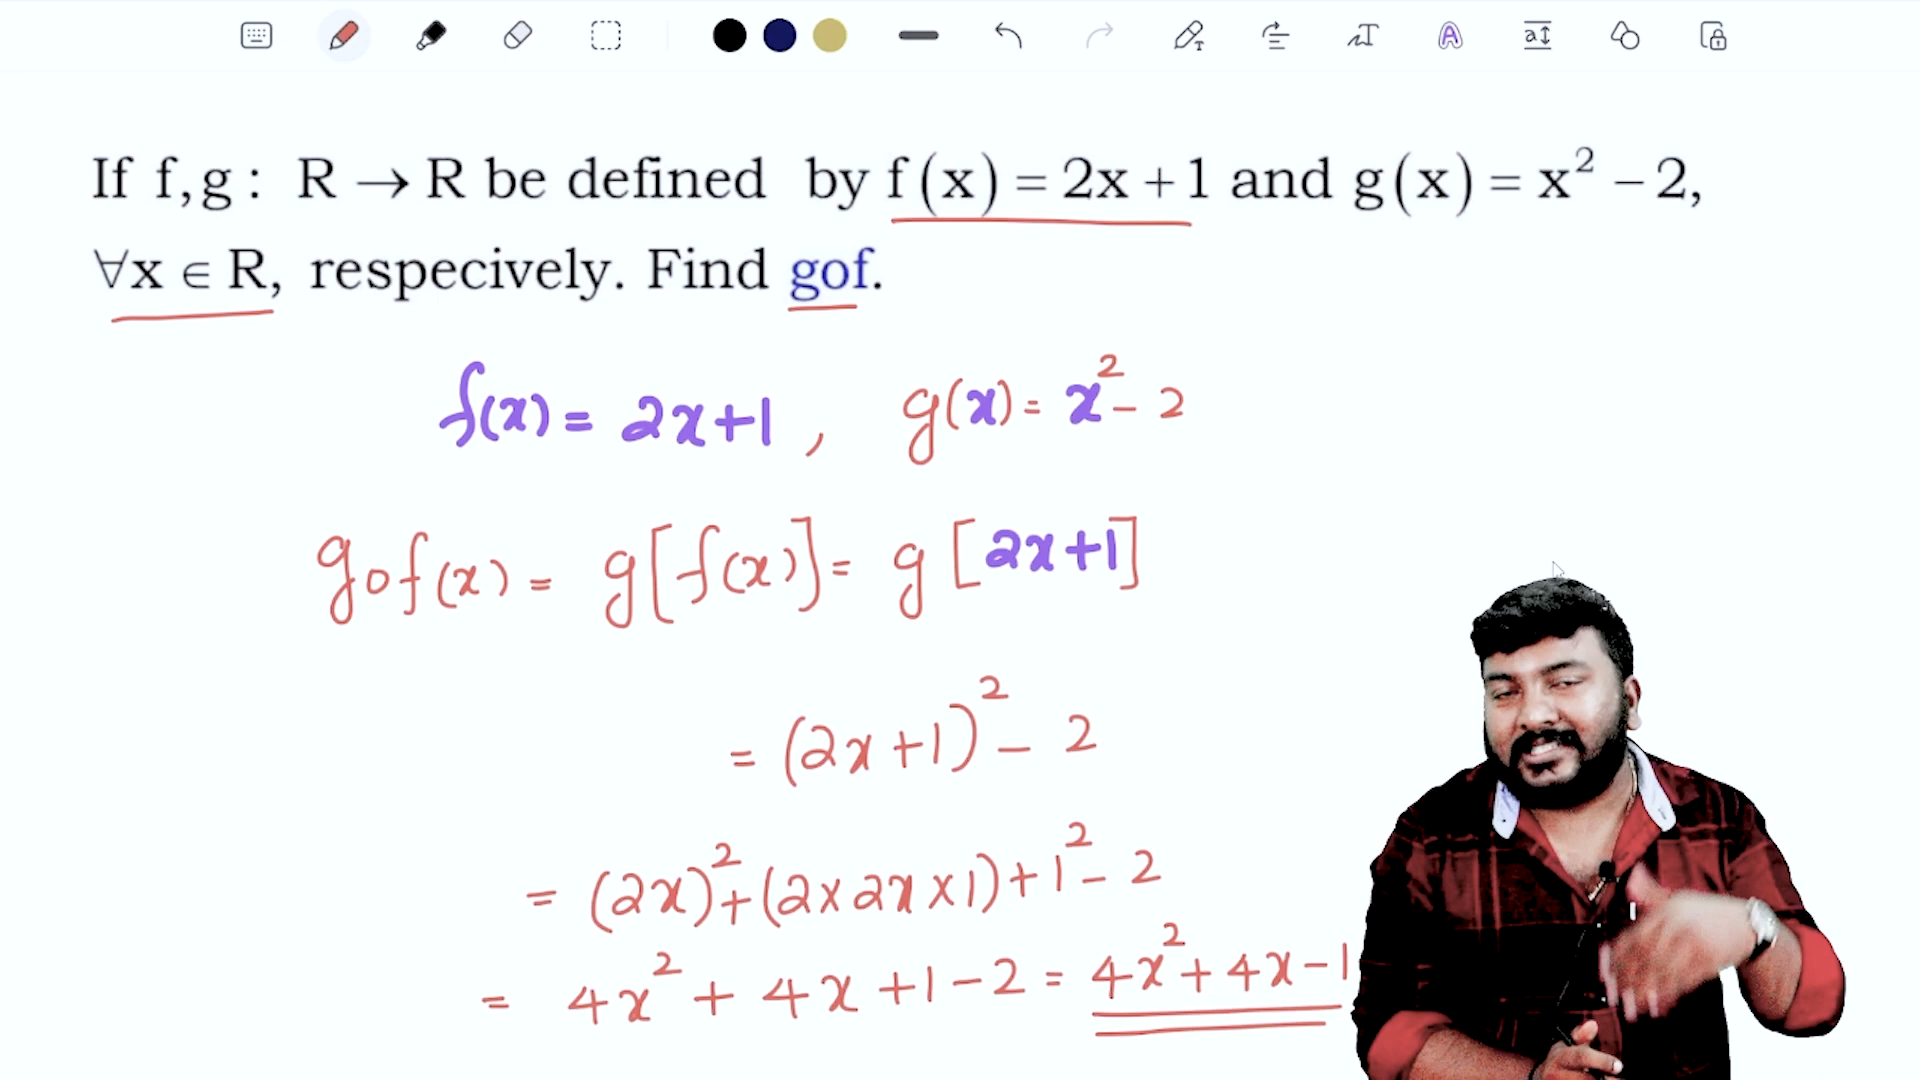 If f,g : R → R be defined by f(x) = 2x + 1 and g(x) = x² − 2,
∀x ∈ R, respecively. Find gof.
f(x) = 2x+1 , g(x) = x² - 2
gof(x) = g[f(x)] = g[2x+1]
= (2x+1)² - 2
= (2x)² + (2×2x×1) + 1² - 2
= 4x² + 4x + 1 - 2 = 4x² + 4x - 1